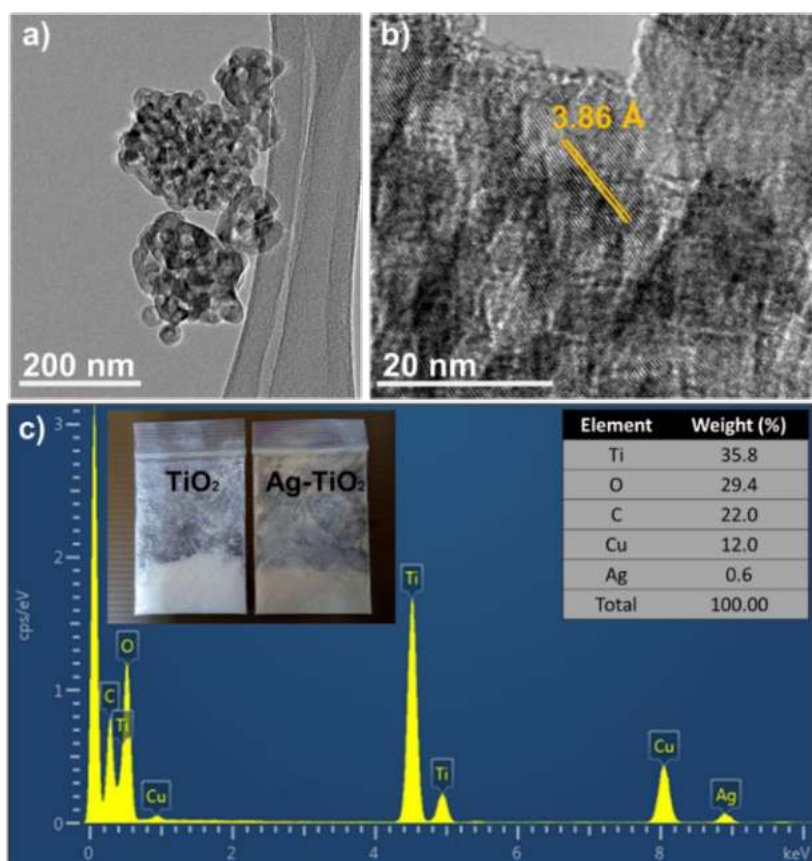 a)
200 nm
b)
3.86 Å
20 nm
c)
TiO₂
Ag-TiO₂
Element Weight (%)
Ti 35.8
O 29.4
C 22.0
Cu 12.0
Ag 0.6
Total 100.00
cps/eV
3
2
1
0
C
Ti
O
Cu
Ti
Ti
Cu
Ag
0 2 4 6 8 keV